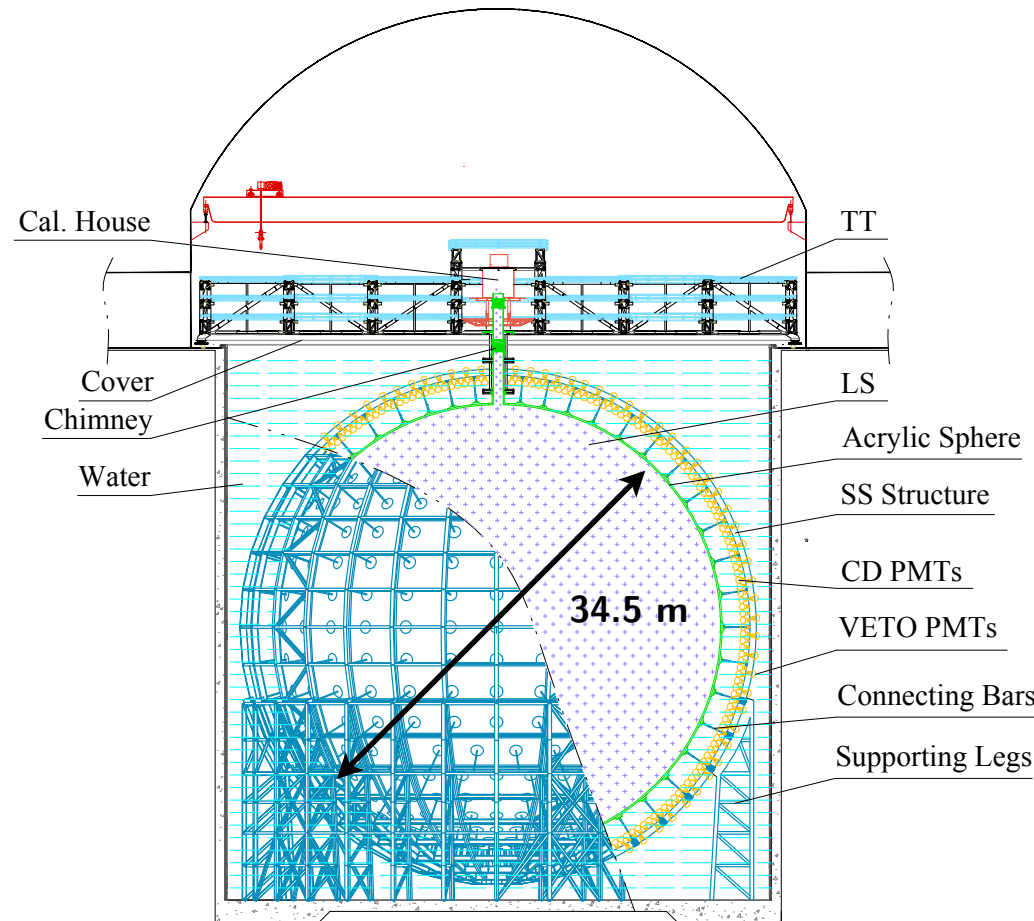 Cal. House
TT
Cover
Chimney
LS
Acrylic Sphere
Water
SS Structure
CD PMTs
34.5 m
VETO PMTs
Connecting Bars
Supporting Legs